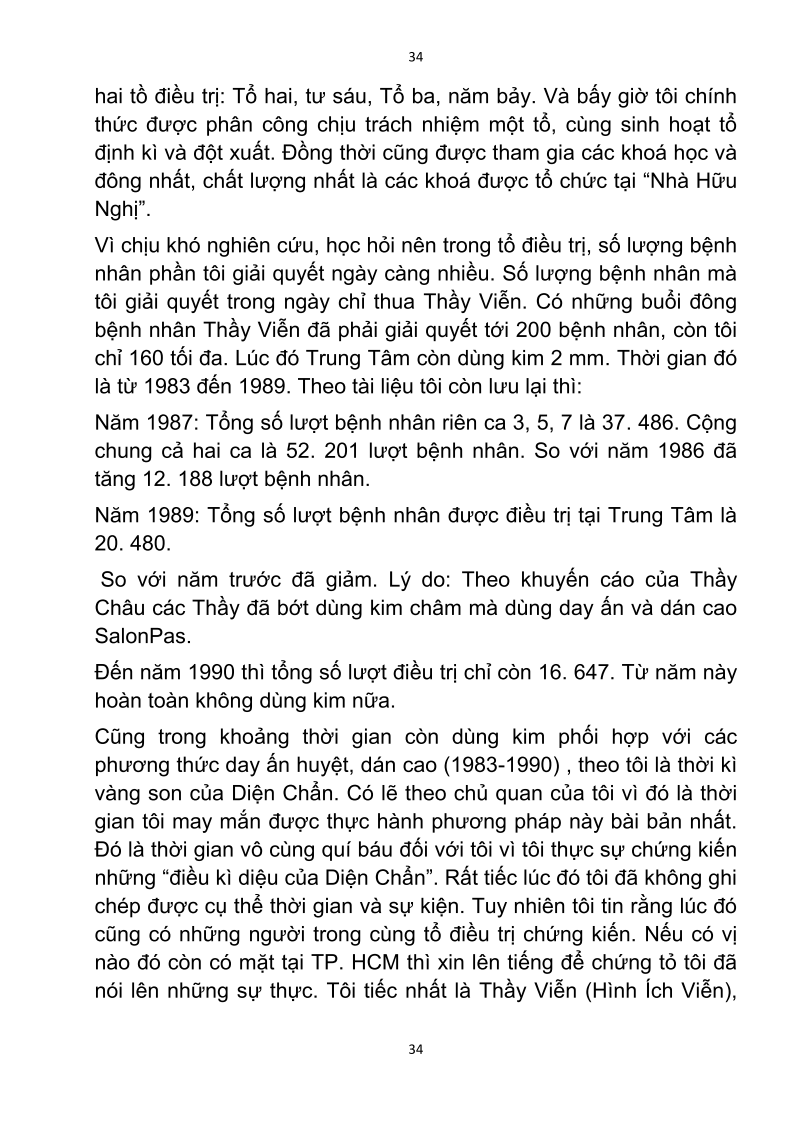 34
hai tồ điều trị: Tổ hai, tư sáu, Tổ ba, năm bảy. Và bấy giờ tôi chính
thức được phân công chịu trách nhiệm một tổ, cùng sinh hoạt tổ
định kì và đột xuất. Đồng thời cũng được tham gia các khoá học và
đông nhất, chất lượng nhất là các khoá được tổ chức tại “Nhà Hữu
Nghị”.
Vì chịu khó nghiên cứu, học hỏi nên trong tổ điều trị, số lượng bệnh
nhân phần tôi giải quyết ngày càng nhiều. Số lượng bệnh nhân mà
tôi giải quyết trong ngày chỉ thua Thầy Viễn. Có những buổi đông
bệnh nhân Thầy Viễn đã phải giải quyết tới 200 bệnh nhân, còn tôi
chỉ 160 tối đa. Lúc đó Trung Tâm còn dùng kim 2 mm. Thời gian đó
là từ 1983 đến 1989. Theo tài liệu tôi còn lưu lại thì:
Năm 1987: Tổng số lượt bệnh nhân riên ca 3, 5, 7 là 37. 486. Cộng
chung cả hai ca là 52. 201 lượt bệnh nhân. So với năm 1986 đã
tăng 12. 188 lượt bệnh nhân.
Năm 1989: Tổng số lượt bệnh nhân được điều trị tại Trung Tâm là
20. 480.
So với năm trước đã giảm. Lý do: Theo khuyến cáo của Thầy
Châu các Thầy đã bớt dùng kim châm mà dùng day ấn và dán cao
SalonPas.
Đến năm 1990 thì tổng số lượt điều trị chỉ còn 16. 647. Từ năm này
hoàn toàn không dùng kim nữa.
Cũng trong khoảng thời gian còn dùng kim phối hợp với các
phương thức day ấn huyệt, dán cao (1983-1990) , theo tôi là thời kì
vàng son của Diện Chẩn. Có lẽ theo chủ quan của tôi vì đó là thời
gian tôi may mắn được thực hành phương pháp này bài bản nhất.
Đó là thời gian vô cùng quí báu đối với tôi vì tôi thực sự chứng kiến
những “điều kì diệu của Diện Chẩn”. Rất tiếc lúc đó tôi đã không ghi
chép được cụ thể thời gian và sự kiện. Tuy nhiên tôi tin rằng lúc đó
cũng có những người trong cùng tổ điều trị chứng kiến. Nếu có vị
nào đó còn có mặt tại TP. HCM thì xin lên tiếng để chứng tỏ tôi đã
nói lên những sự thực. Tôi tiếc nhất là Thầy Viễn (Hình Ích Viễn),
34